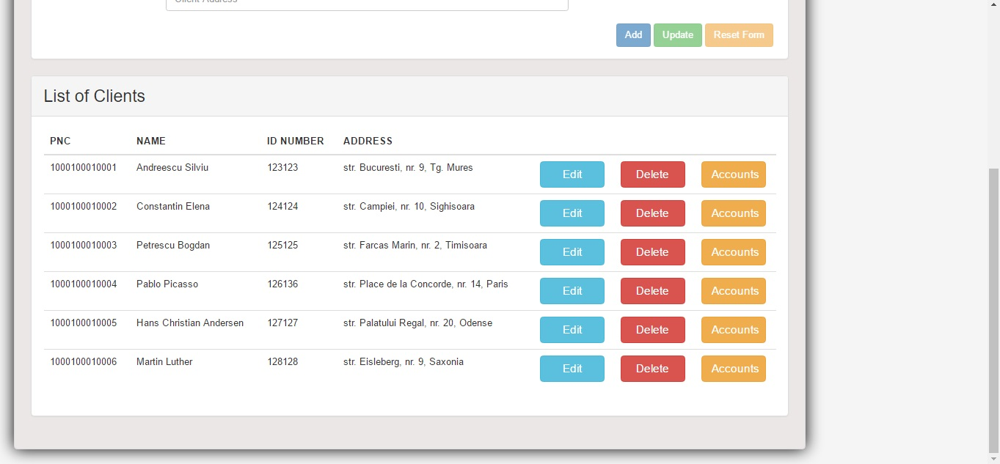 Client Address
Add Update Reset Form
List of Clients
PNC NAME ID NUMBER ADDRESS
1000100010001 Andreescu Silviu 123123 str. Bucuresti, nr. 9, Tg. Mures Edit Delete Accounts
1000100010002 Constantin Elena 124124 str. Campiei, nr. 10, Sighisoara Edit Delete Accounts
1000100010003 Petrescu Bogdan 125125 str. Farcas Marin, nr. 2, Timisoara Edit Delete Accounts
1000100010004 Pablo Picasso 126136 str. Place de la Concorde, nr. 14, Paris Edit Delete Accounts
1000100010005 Hans Christian Andersen 127127 str. Palatului Regal, nr. 20, Odense Edit Delete Accounts
1000100010006 Martin Luther 128128 str. Eisleberg, nr. 9, Saxonia Edit Delete Accounts